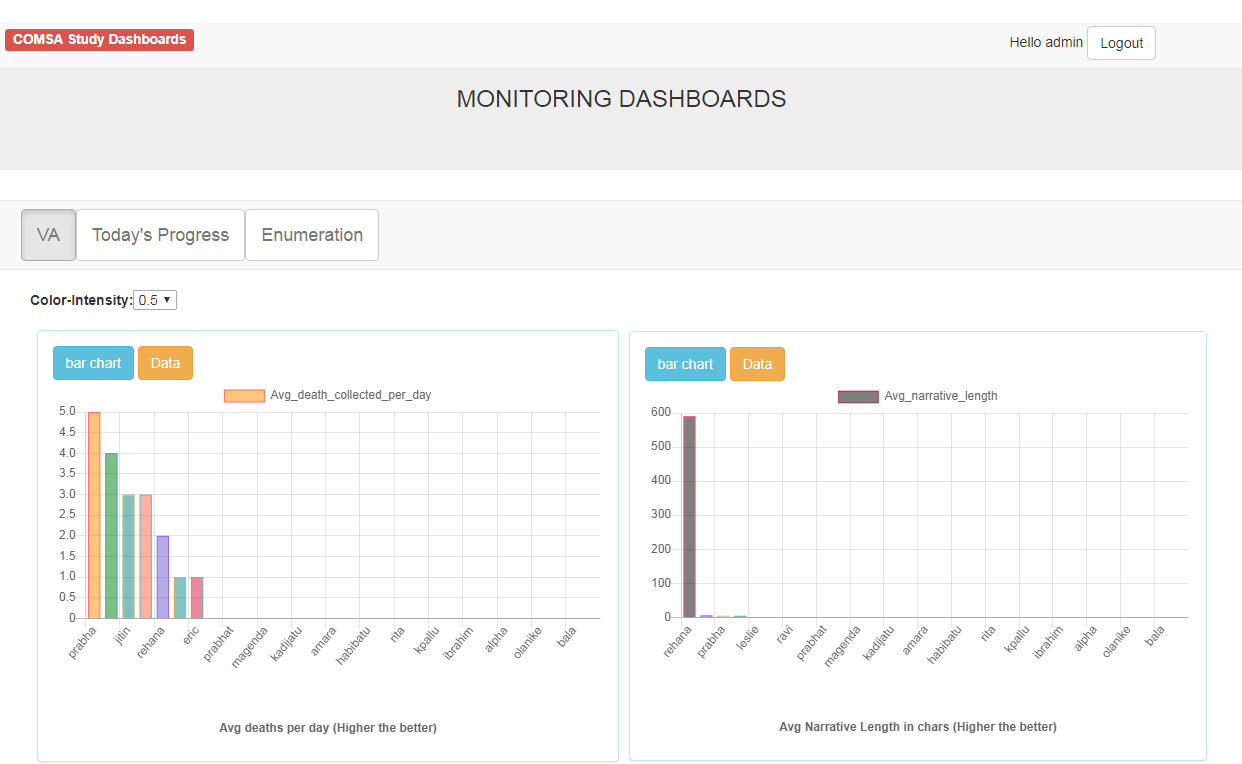 COMSA Study Dashboards
Hello admin Logout
MONITORING DASHBOARDS
VA Today's Progress Enumeration
Color-Intensity: 0.5
bar chart Data
Avg_death_collected_per_day
5.0
4.5
4.0
3.5
3.0
2.5
2.0
1.5
1.0
0.5
0
prabha jitin rehana eric prabhat magenda kadijatu amara habibatu rita kpallu ibrahim alpha olanike bala
Avg deaths per day (Higher the better)
bar chart Data
Avg_narrative_length
600
500
400
300
200
100
0
rehana prabha leslie ravi prabhat magenda kadijatu amara habibatu rita kpallu ibrahim alpha olanike bala
Avg Narrative Length in chars (Higher the better)